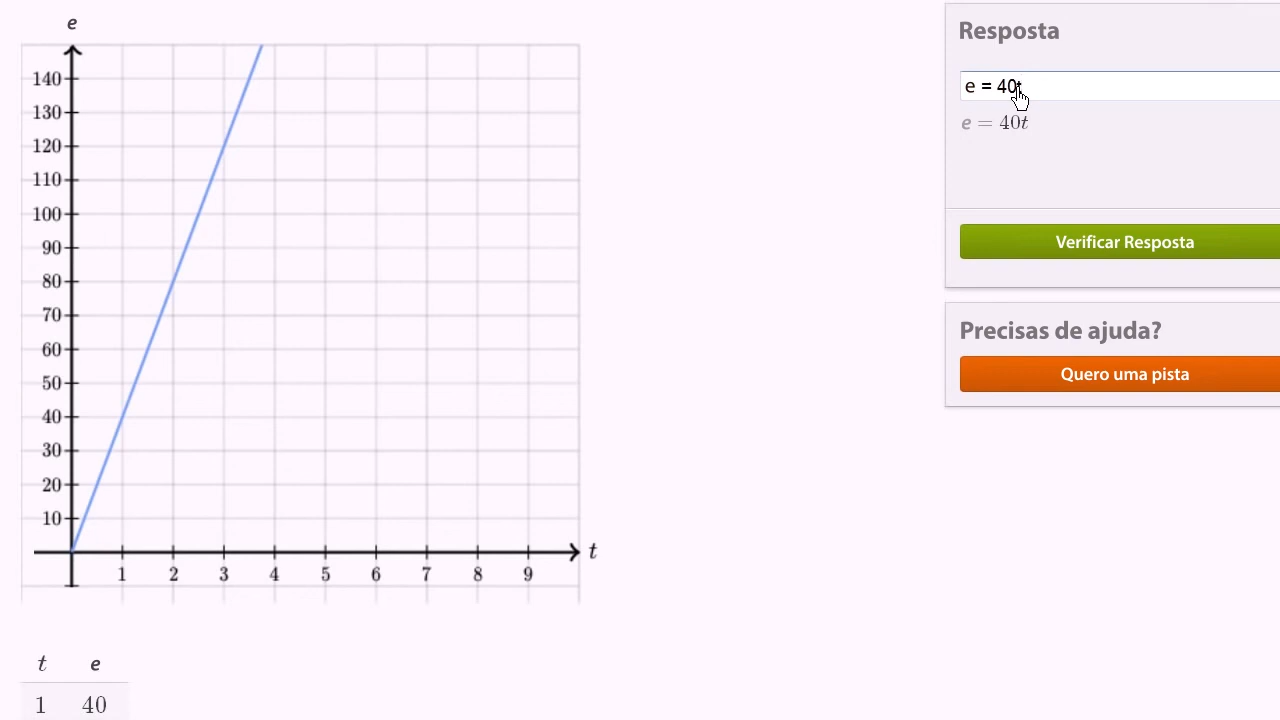 e
140
130
120
110
100
90
80
70
60
50
40
30
20
10
1 2 3 4 5 6 7 8 9
t
t e
1 40
Resposta
e = 40t
e = 40t
Verificar Resposta
Precisas de ajuda?
Quero uma pista